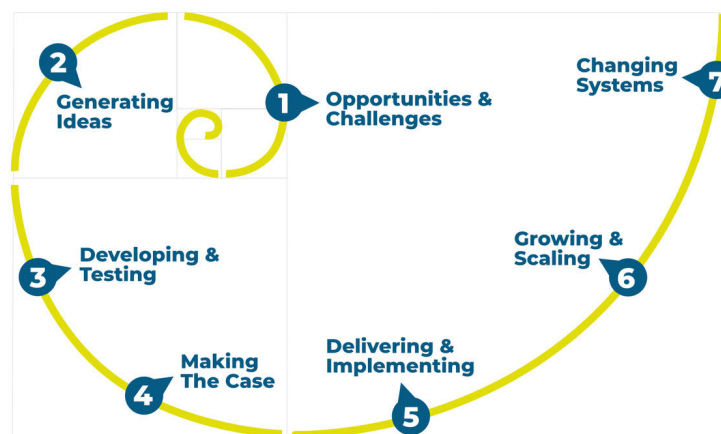 1
Opportunities &
Challenges
2
Generating
Ideas
3
Developing &
Testing
4
Making
The Case
5
Delivering &
Implementing
6
Growing &
Scaling
7
Changing
Systems